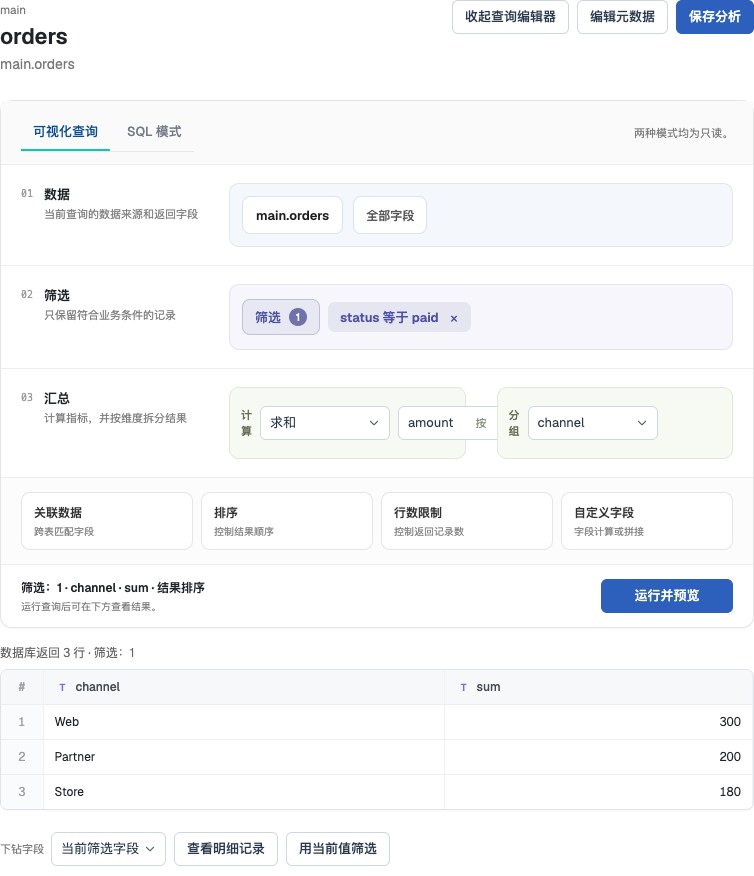 main
orders
main.orders
收起查询编辑器 编辑元数据 保存分析
可视化查询 SQL 模式 两种模式均为只读。
01 数据
当前查询的数据来源和返回字段
main.orders 全部字段
02 筛选
只保留符合业务条件的记录
筛选 1 status 等于 paid ×
03 汇总
计算指标，并按维度拆分结果
计算 求和 amount 按 分组 channel
关联数据 排序 行数限制 自定义字段
跨表匹配字段 控制结果顺序 控制返回记录数 字段计算或拼接
筛选：1 · channel · sum · 结果排序
运行查询后可在下方查看结果。
运行并预览
数据库返回 3 行 · 筛选：1
# T channel T sum
1 Web 300
2 Partner 200
3 Store 180
下钻字段 当前筛选字段 查看明细记录 用当前值筛选